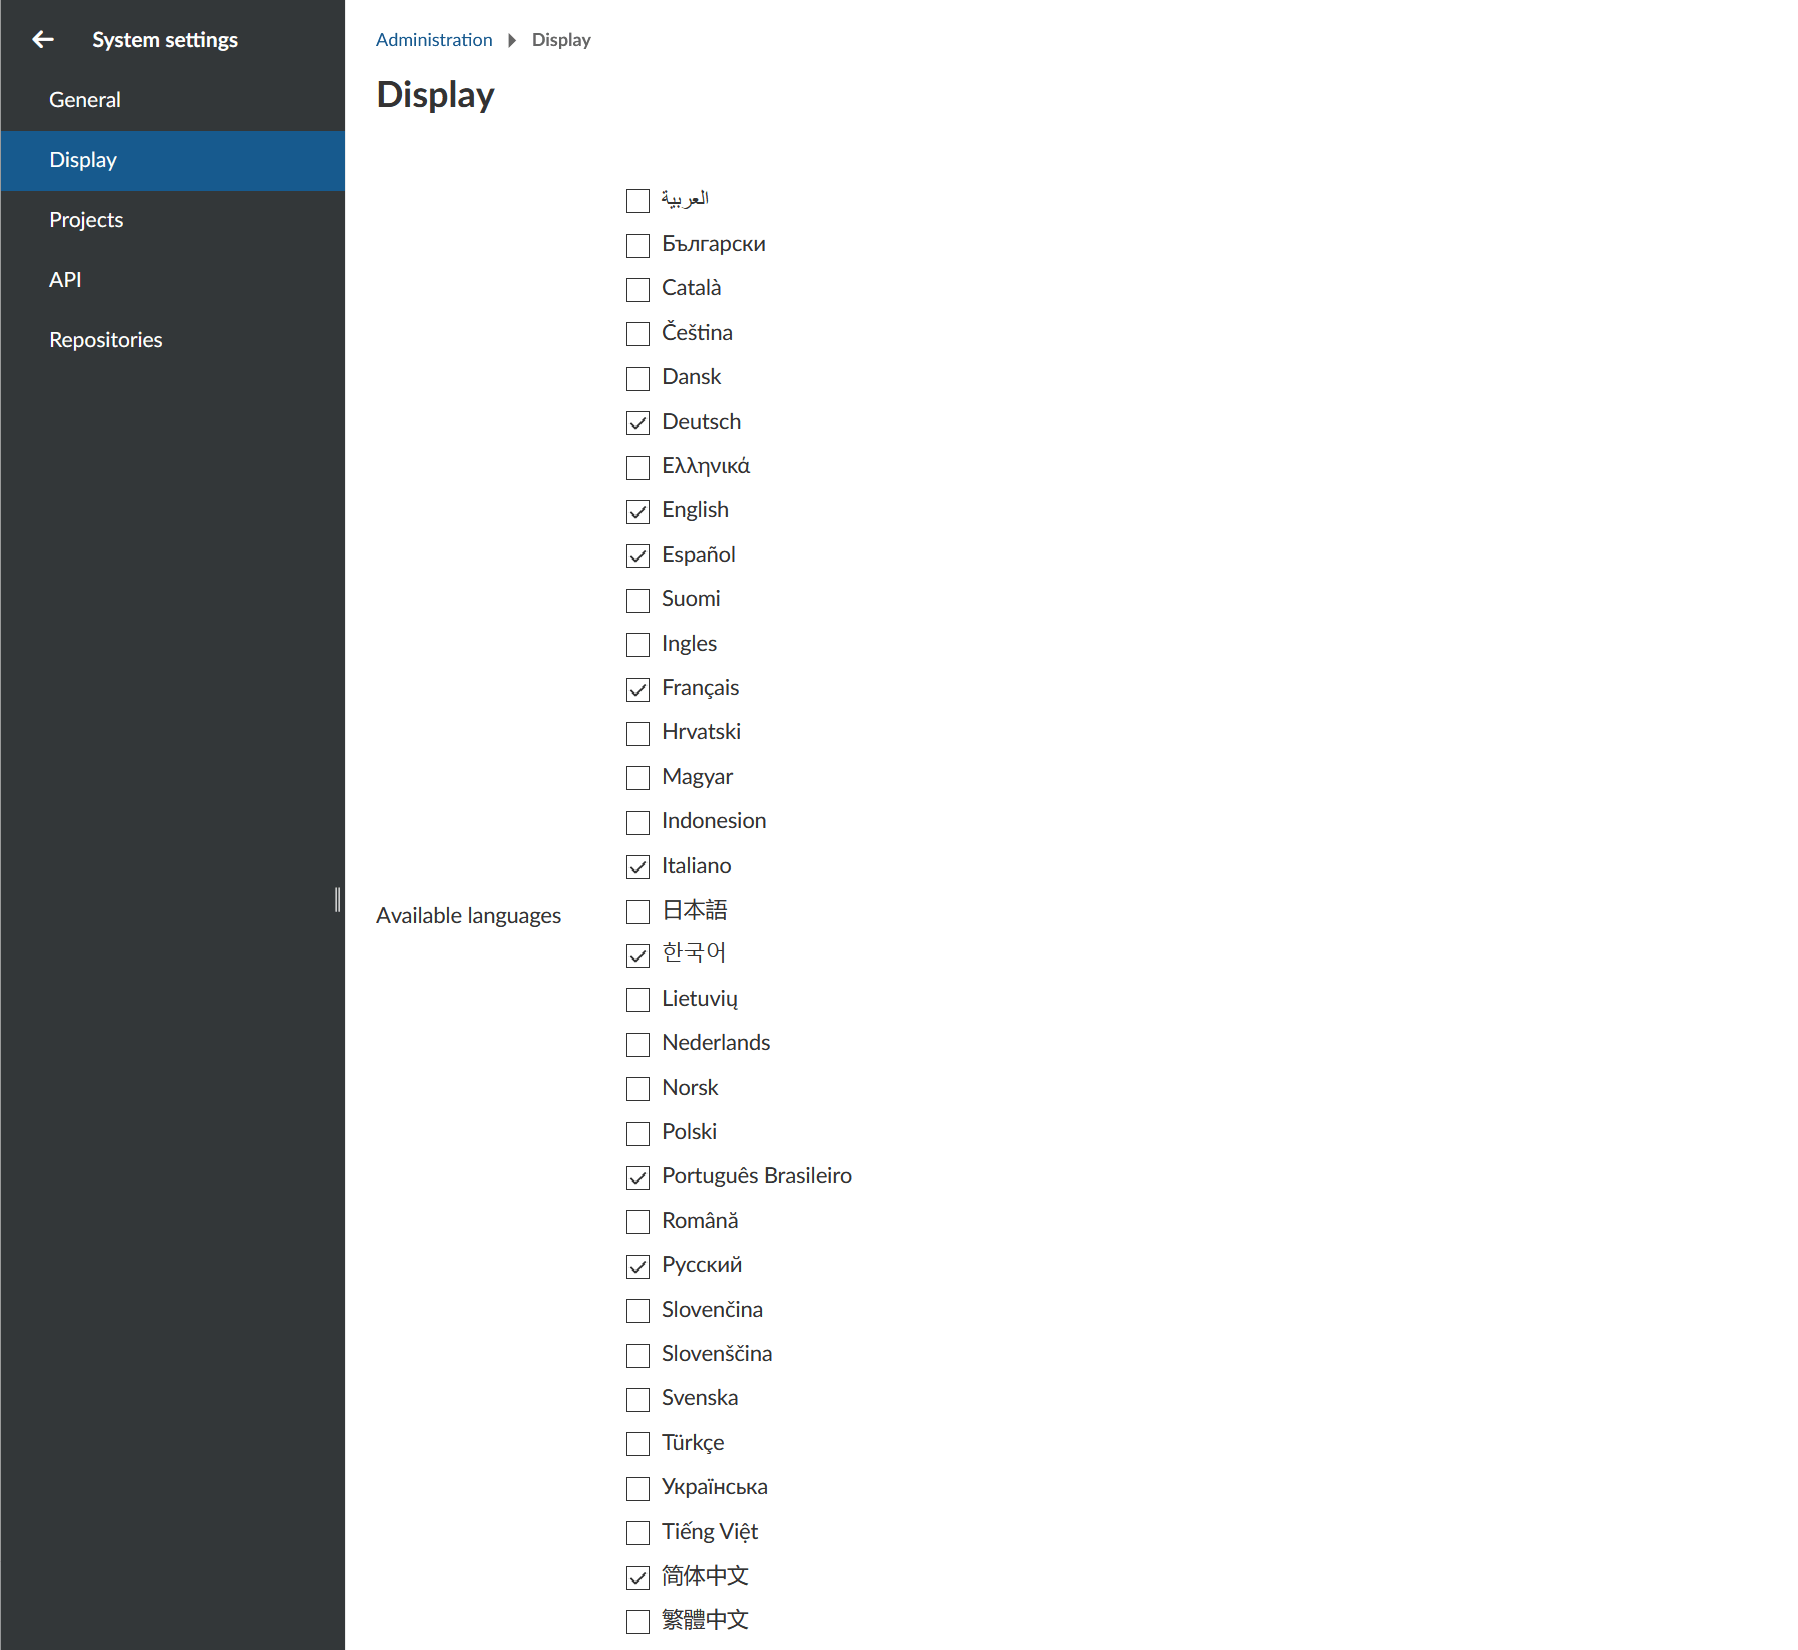 System settings
General
Display
Projects
API
Repositories
Administration Display
Display
Available languages
العربية
Български
Català
Čeština
Dansk
Deutsch
Ελληνικά
English
Español
Suomi
Ingles
Français
Hrvatski
Magyar
Indonesion
Italiano
日本語
한국어
Lietuvių
Nederlands
Norsk
Polski
Português Brasileiro
Română
Русский
Slovenčina
Slovenščina
Svenska
Türkçe
Українська
Tiếng Việt
简体中文
繁體中文